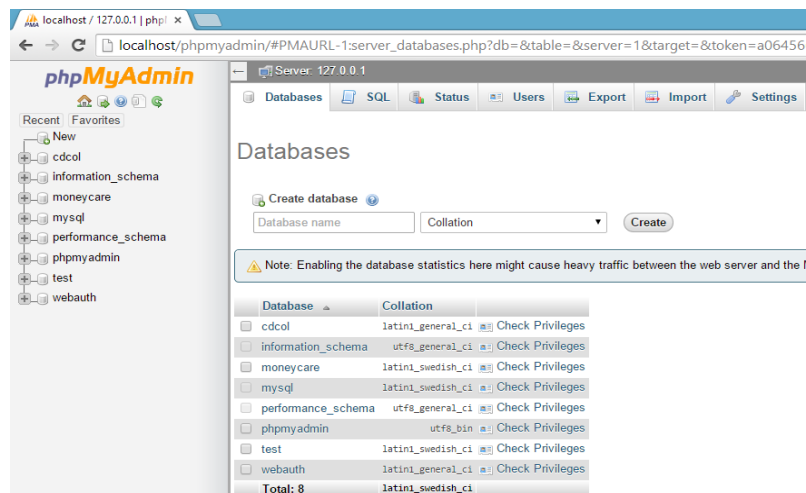 localhost / 127.0.0.1 | phpl
localhost/phpmyadmin/#PMAURL-1:server_databases.php?db=&table=&server=1&target=&token=a06456
phpMyAdmin
Recent Favorites
New
cdcol
information_schema
moneycare
mysql
performance_schema
phpmyadmin
test
webauth
Server: 127.0.0.1
Databases SQL Status Users Export Import Settings
Databases
Create database
Database name Collation Create
Note: Enabling the database statistics here might cause heavy traffic between the web server and the
Database Collation
cdcol latin1_general_ci Check Privileges
information_schema utf8_general_ci Check Privileges
moneycare latin1_swedish_ci Check Privileges
mysql latin1_swedish_ci Check Privileges
performance_schema utf8_general_ci Check Privileges
phpmyadmin utf8_bin Check Privileges
test latin1_swedish_ci Check Privileges
webauth latin1_general_ci Check Privileges
Total: 8 latin1_swedish_ci